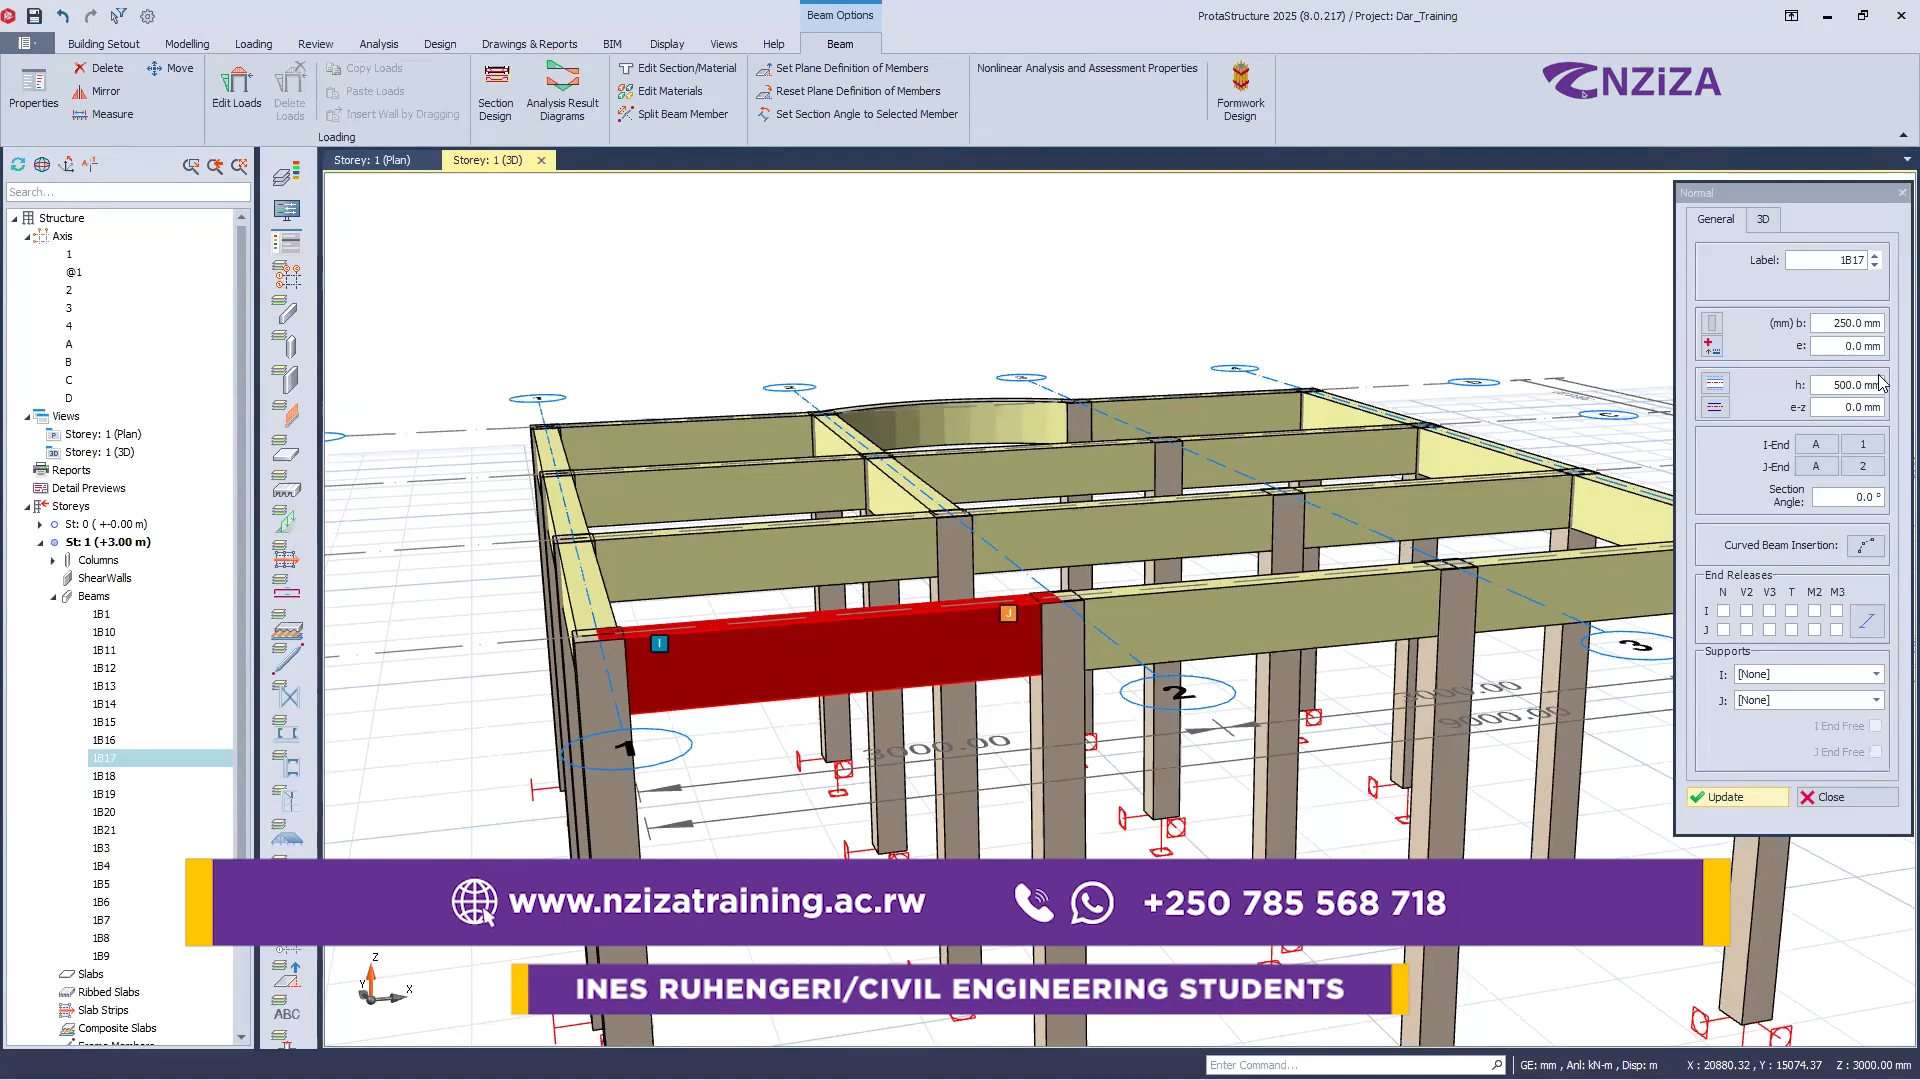 Beam Options
ProtaStructure 2025 (8.0.217) / Project: Dar_Training
Building Setout
Modelling
Loading
Review
Analysis
Design
Drawings & Reports
BIM
Display
Views
Help
Beam
Properties
Delete
Move
Mirror
Measure
Edit Loads
Delete Loads
Copy Loads
Paste Loads
Insert Wall by Dragging
Loading
Section Design
Analysis Result Diagrams
Edit Section/Material
Edit Materials
Split Beam Member
Set Plane Definition of Members
Reset Plane Definition of Members
Set Section Angle to Selected Member
Nonlinear Analysis and Assessment Properties
Formwork Design
NZIZA
Search...
Storey: 1 (Plan)
Storey: 1 (3D)
Structure
Axis
1
@1
2
3
4
A
B
C
D
Views
Storey: 1 (Plan)
Storey: 1 (3D)
Reports
Detail Previews
Storeys
St: 0 ( +-0.00 m)
St: 1 (+3.00 m)
Columns
ShearWalls
Beams
1B1
1B10
1B11
1B12
1B13
1B14
1B15
1B16
1B17
1B18
1B19
1B20
1B21
1B3
1B4
1B5
1B6
1B7
1B8
1B9
Slabs
Ribbed Slabs
Slab Strips
Composite Slabs
ABC
I
J
1
2
3
3000.00
9000.00
Z
Y
X
Normal
General
3D
Label:
1B17
(mm) b:
250.0 mm
e:
0.0 mm
h:
500.0 mm
e-z
0.0 mm
I-End
A
1
J-End
A
2
Section Angle:
0.0 °
Curved Beam Insertion:
End Releases
N V2 V3 T M2 M3
I
J
Supports
I:
[None]
J:
[None]
I End Free
J End Free
Update
Close
www.nzizatraining.ac.rw
+250 785 568 718
INES RUHENGERI/CIVIL ENGINEERING STUDENTS
Enter Command...
GE: mm , Anl: kN-m , Disp: m
X : 20880.32 , Y : 15074.37
Z : 3000.00 mm